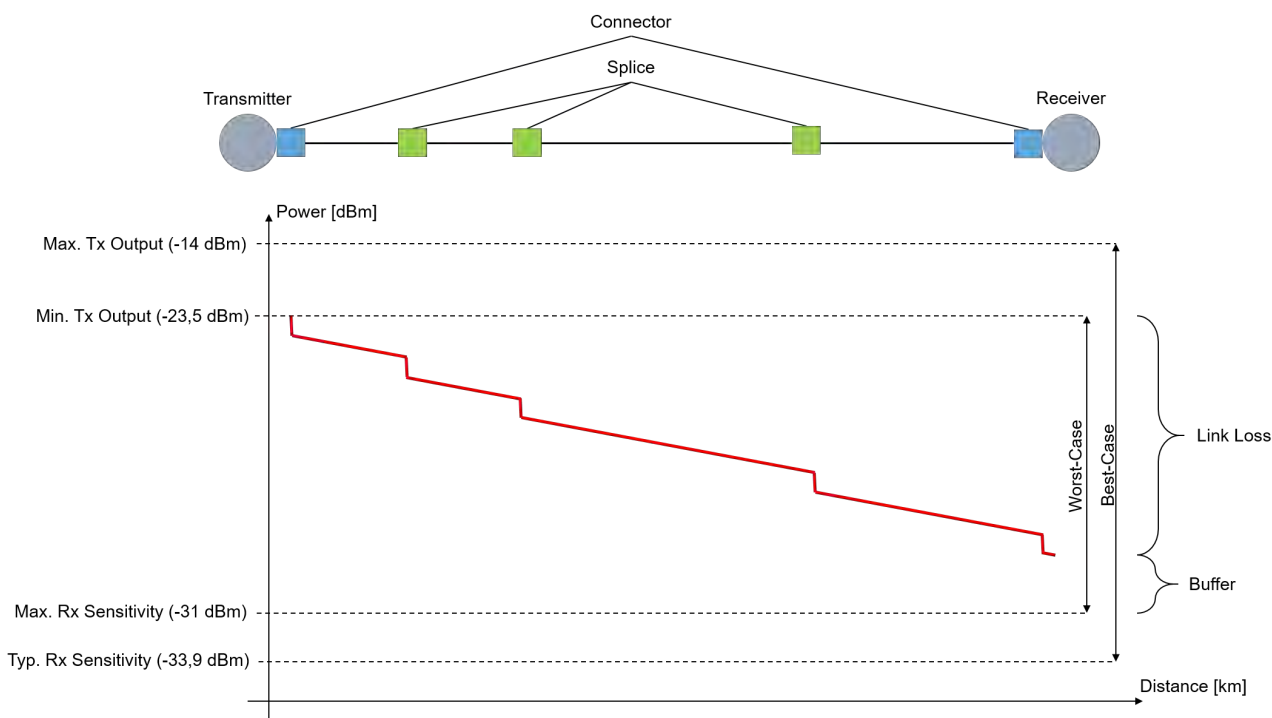 Connector
Splice
Transmitter
Receiver
Power [dBm]
Max. Tx Output (-14 dBm)
Min. Tx Output (-23,5 dBm)
Worst-Case
Best-Case
Link Loss
Buffer
Max. Rx Sensitivity (-31 dBm)
Typ. Rx Sensitivity (-33,9 dBm)
Distance [km]